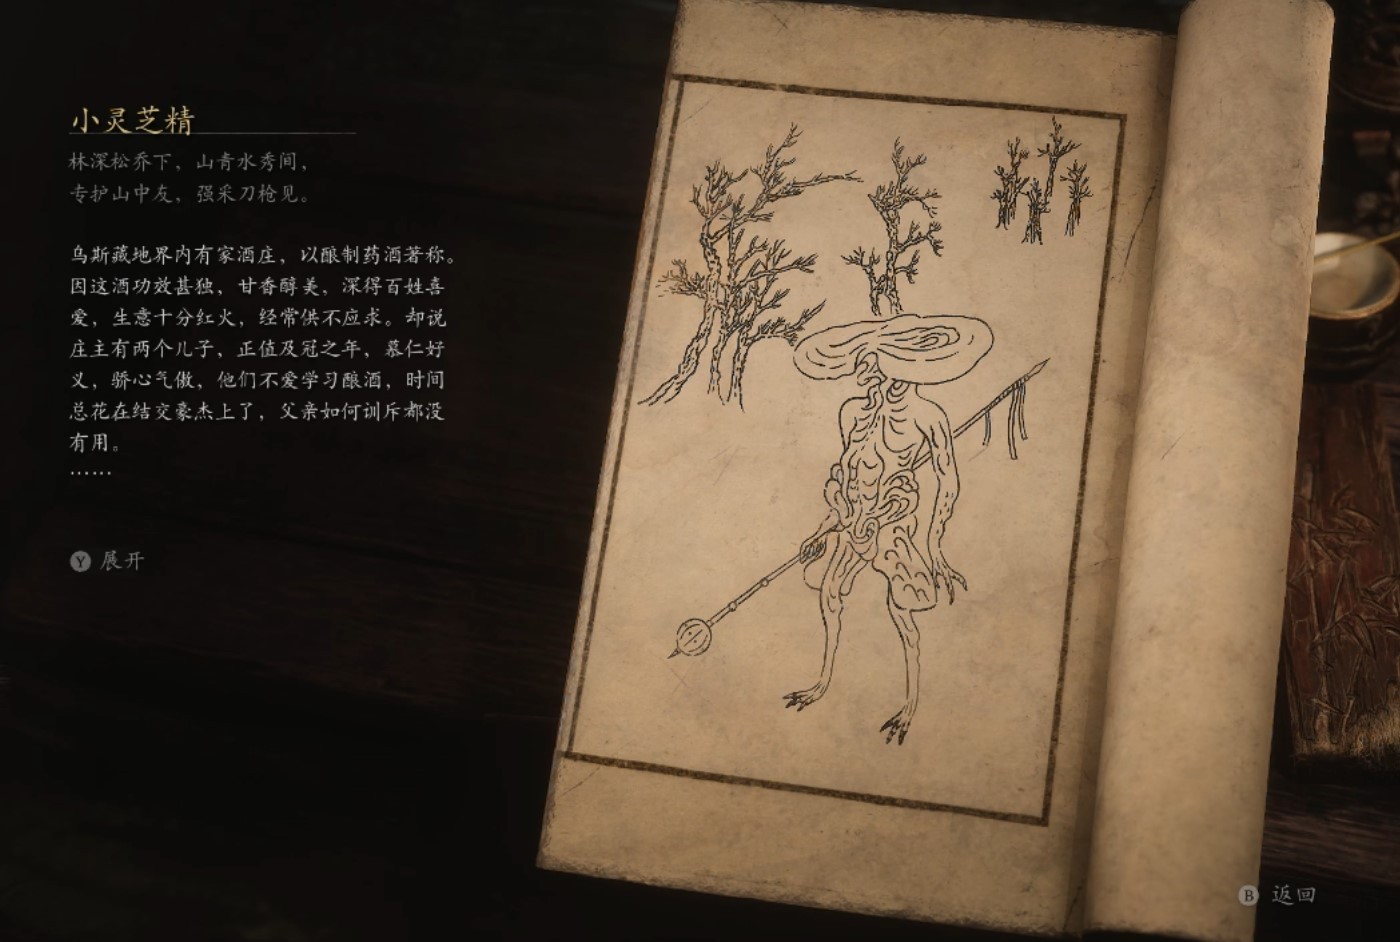 小灵芝精
林深松乔下，山青水秀间，
专护山中友，强采刀枪见。
乌斯藏地界内有家酒庄，以酿制药酒著称。
因这酒功效甚独，甘香醇美，深得百姓喜
爱，生意十分红火，经常供不应求。却说
庄主有两个儿子，正值及冠之年，慕仁好
义，骄心气傲，他们不爱学习酿酒，时间
总花在结交豪杰上了，父亲如何训斥都没
有用。
……
Y 展开
B 返回